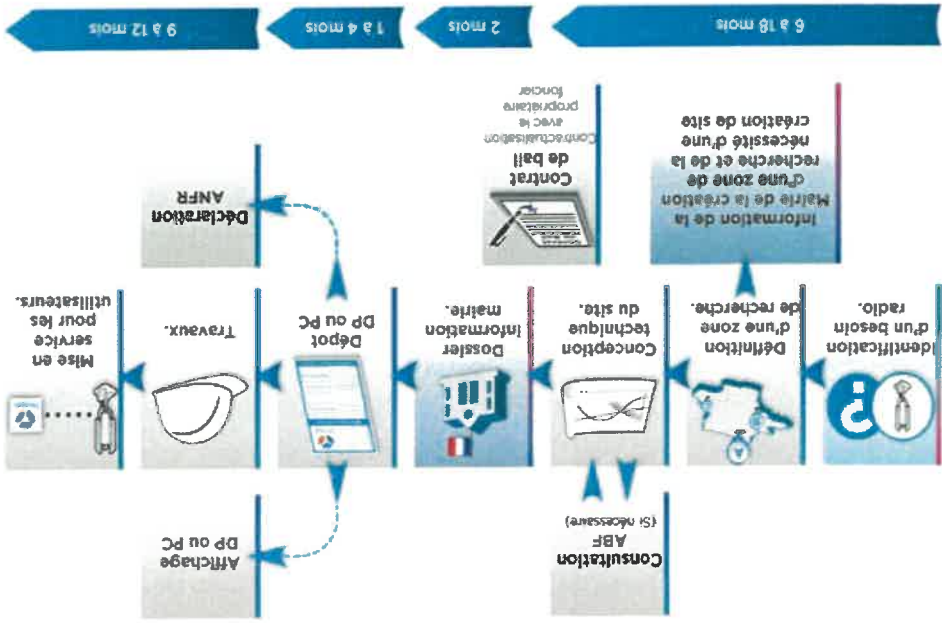 Consultation
ABF
(Si nécessaire)
Affichage
DP ou PC
Identification
d'un besoin
radio.
Définition
d'une zone
de recherche.
Conception
technique
du site.
Dossier
Information
mairie.
Dépot
DP ou PC
Travaux.
Mise en
service
pour les
utilisateurs.
Information de la
Mairie de la création
d'une zone de
recherche et de la
nécessité d'une
création de site
Contrat
de bail
Contractualisation
avec le
propriétaire
foncier
Déclaration
ANFR
6 à 18 mois
2 mois
1 à 4 mois
9 à 12 mois